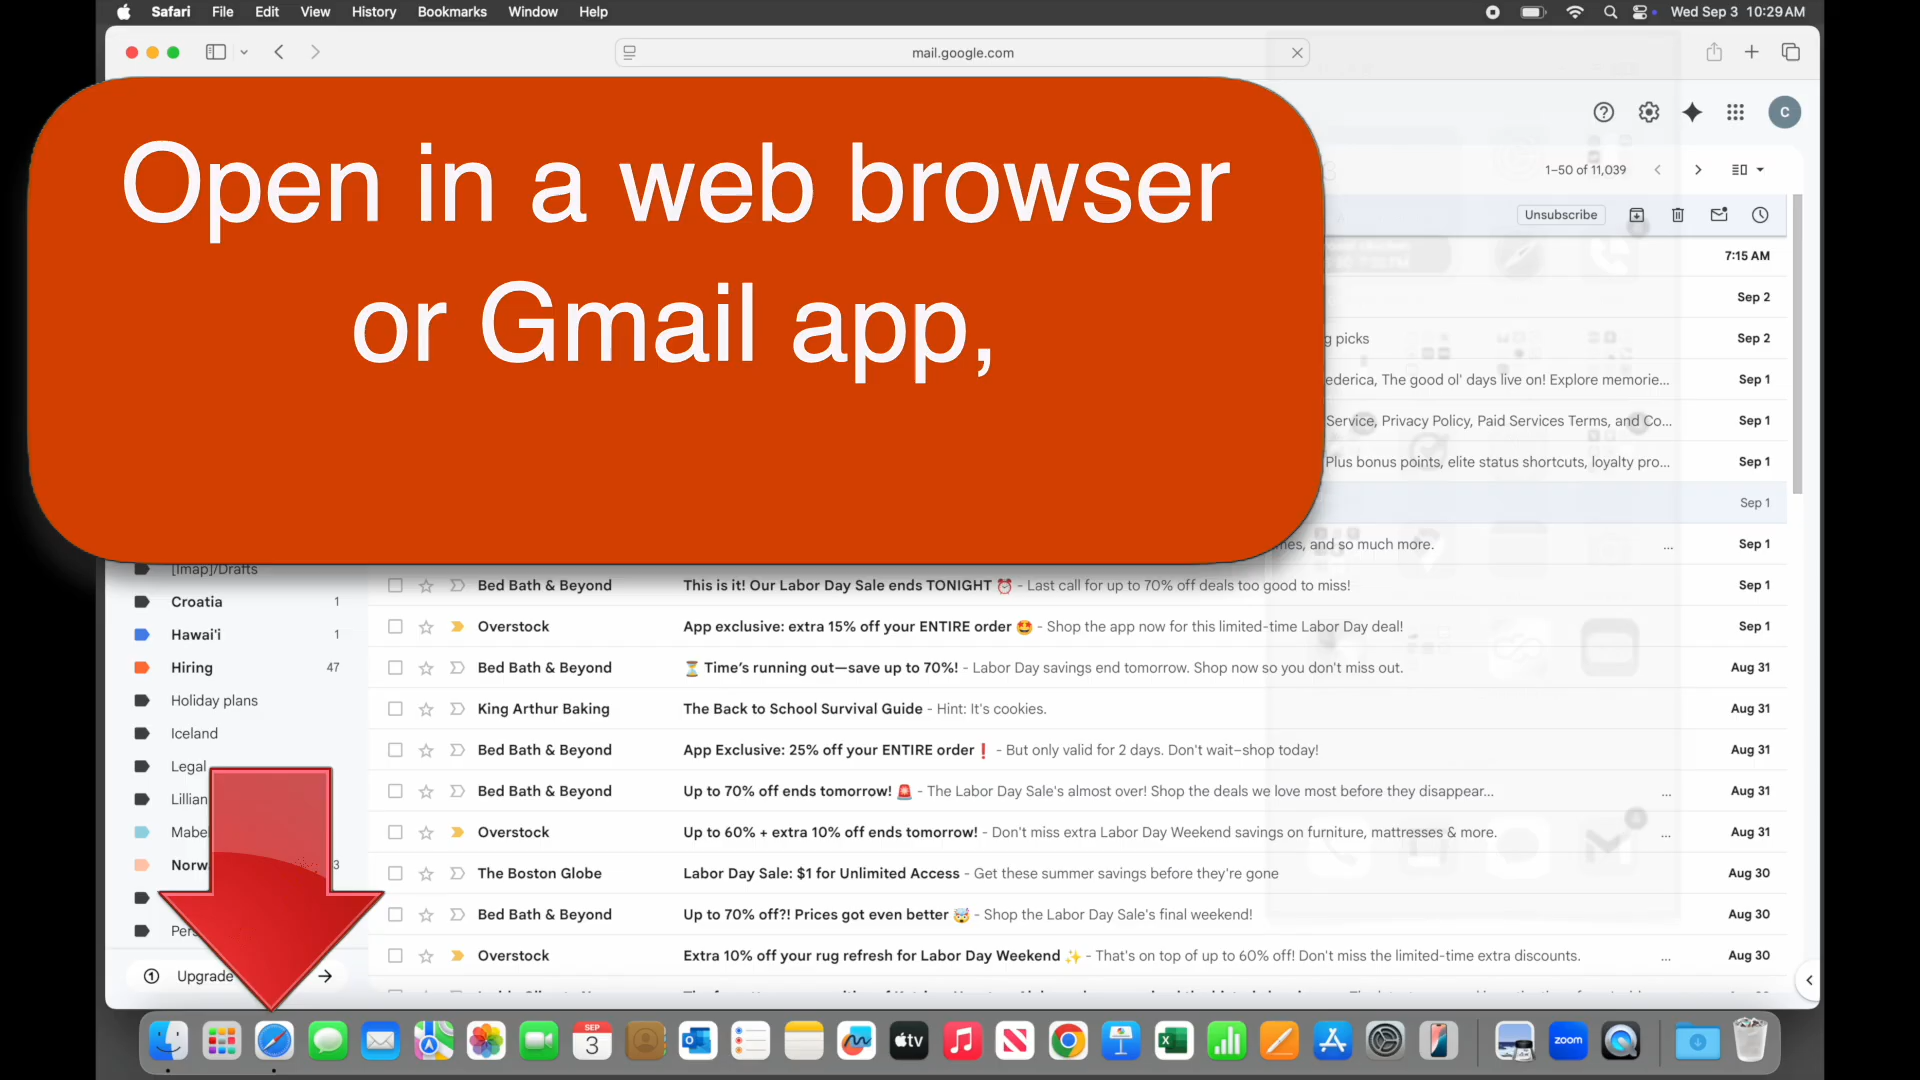 Safari File Edit View History Bookmarks Window Help Wed Sep 3 10:29 AM
mail.google.com
Open in a web browser
or Gmail app,
C
1–50 of 11,039
Unsubscribe
7:15 AM
Sep 2
g picks Sep 2
ederica, The good ol' days live on! Explore memorie... Sep 1
Service, Privacy Policy, Paid Services Terms, and Co... Sep 1
Plus bonus points, elite status shortcuts, loyalty pro... Sep 1
Sep 1
mes, and so much more. ... Sep 1
[Imap]/Drafts
Bed Bath & Beyond This is it! Our Labor Day Sale ends TONIGHT ⏰ - Last call for up to 70% off deals too good to miss! Sep 1
Croatia 1
Overstock App exclusive: extra 15% off your ENTIRE order 🤩 - Shop the app now for this limited-time Labor Day deal! Sep 1
Hawai'i 1
Bed Bath & Beyond ⏳ Time's running out—save up to 70%! - Labor Day savings end tomorrow. Shop now so you don't miss out. Aug 31
Hiring 47
King Arthur Baking The Back to School Survival Guide - Hint: It's cookies. Aug 31
Holiday plans
Iceland
Bed Bath & Beyond App Exclusive: 25% off your ENTIRE order❗ - But only valid for 2 days. Don't wait–shop today! Aug 31
Legal
Bed Bath & Beyond Up to 70% off ends tomorrow! 🚨 - The Labor Day Sale's almost over! Shop the deals we love most before they disappear... ... Aug 31
Lillian
Overstock Up to 60% + extra 10% off ends tomorrow! - Don't miss extra Labor Day Weekend savings on furniture, mattresses & more. ... Aug 31
Mabe
The Boston Globe Labor Day Sale: $1 for Unlimited Access - Get these summer savings before they're gone Aug 30
Norw 3
Bed Bath & Beyond Up to 70% off?! Prices got even better 🤯 - Shop the Labor Day Sale's final weekend! Aug 30
Per
Overstock Extra 10% off your rug refresh for Labor Day Weekend ✨ - That's on top of up to 60% off! Don't miss the limited-time extra discounts. ... Aug 30
1 Upgrade
SEP
3
tv
zoom